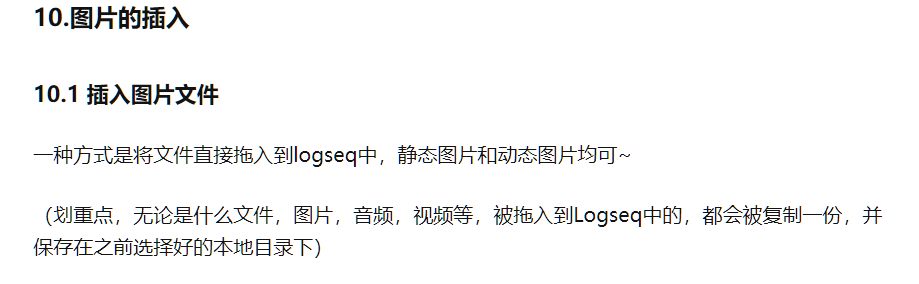 10.图片的插入
10.1 插入图片文件
一种方式是将文件直接拖入到logseq中，静态图片和动态图片均可~
（划重点，无论是什么文件，图片，音频，视频等，被拖入到Logseq中的，都会被复制一份，并
保存在之前选择好的本地目录下）